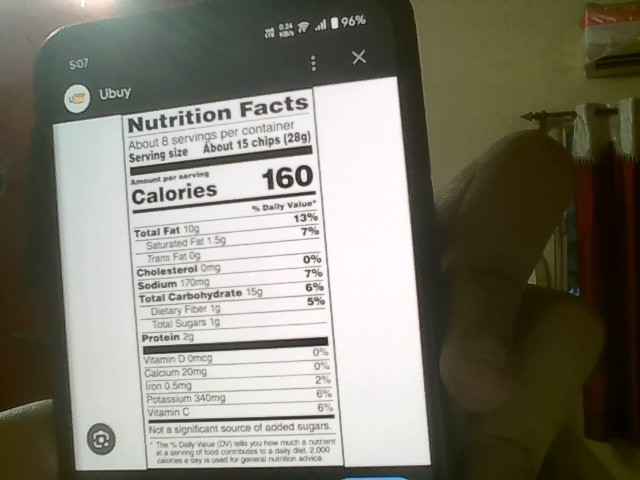 5:07
0.24
KB/s
96%
Ubuy
Nutrition Facts
About 8 servings per container
Serving size About 15 chips (28g)
Amount per serving
Calories 160
% Daily Value*
Total Fat 10g 13%
Saturated Fat 1.5g 7%
Trans Fat 0g
Cholesterol 0mg 0%
Sodium 170mg 7%
Total Carbohydrate 15g 6%
Dietary Fiber 1g 5%
Total Sugars 1g
Protein 2g
Vitamin D 0mcg 0%
Calcium 20mg 0%
Iron 0.5mg 2%
Potassium 340mg 6%
Vitamin C 6%
Not a significant source of added sugars.
* The % Daily Value (DV) tells you how much a nutrient
in a serving of food contributes to a daily diet. 2,000
calories a day is used for general nutrition advice.